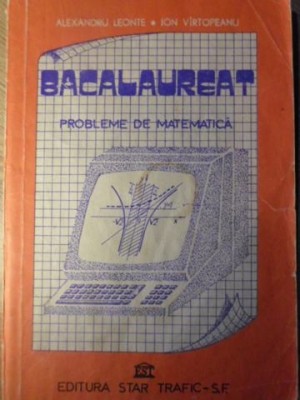 ALEXANDRU LEONTE • ION VÎRTOPEANU
BACALAUREAT
PROBLEME DE MATEMATICĂ
EDITURA STAR TRAFIC-S.F.